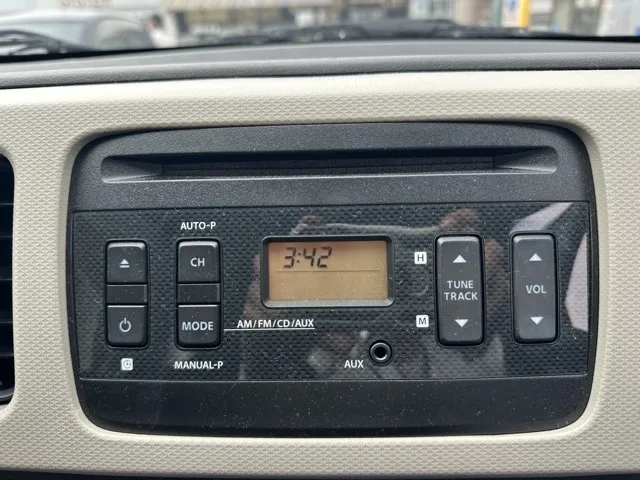 AUTO-P
3:42
CH
H
TUNE
TRACK
VOL
MODE
AM/FM/CD/AUX
M
MANUAL-P
AUX